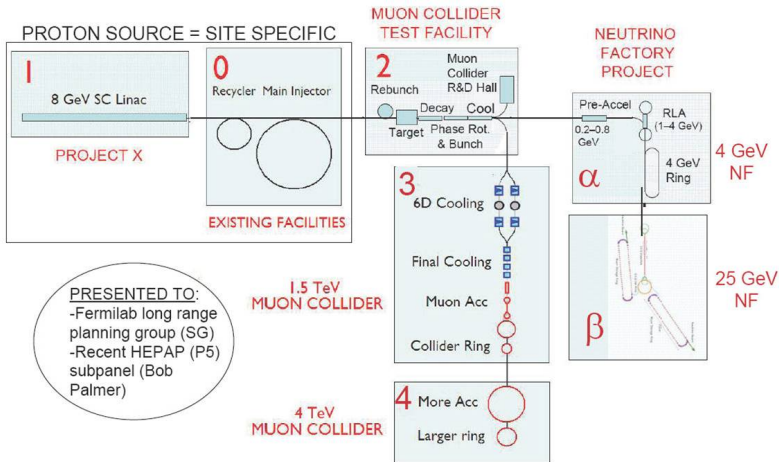 PROTON SOURCE = SITE SPECIFIC
1
8 GeV SC Linac
PROJECT X
0
Recycler Main Injector
EXISTING FACILITIES
MUON COLLIDER
TEST FACILITY
2
Muon
Collider
R&D Hall
Rebunch
Decay
Cool
Target
Phase Rot.
& Bunch
NEUTRINO
FACTORY
PROJECT
Pre-Accel
0.2–0.8
GeV
RLA
(1–4 GeV)
4 GeV
Ring
α
4 GeV
NF
3
6D Cooling
Final Cooling
Muon Acc
Collider Ring
1.5 TeV
MUON COLLIDER
β
25 GeV
NF
PRESENTED TO:
-Fermilab long range
planning group (SG)
-Recent HEPAP (P5)
subpanel (Bob
Palmer)
4
More Acc
Larger ring
4 TeV
MUON COLLIDER